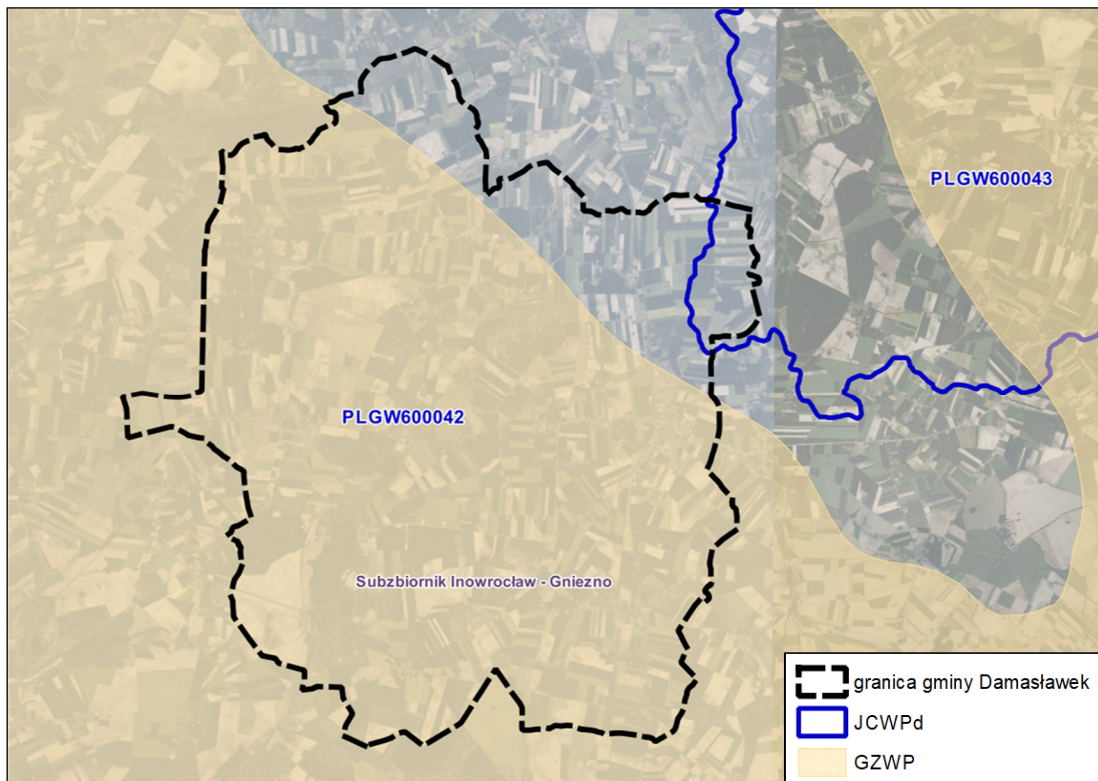 PLGW600043
PLGW600042
Subzbiornik Inowrocław - Gniezno
granica gminy Damasławek
JCWPd
GZWP